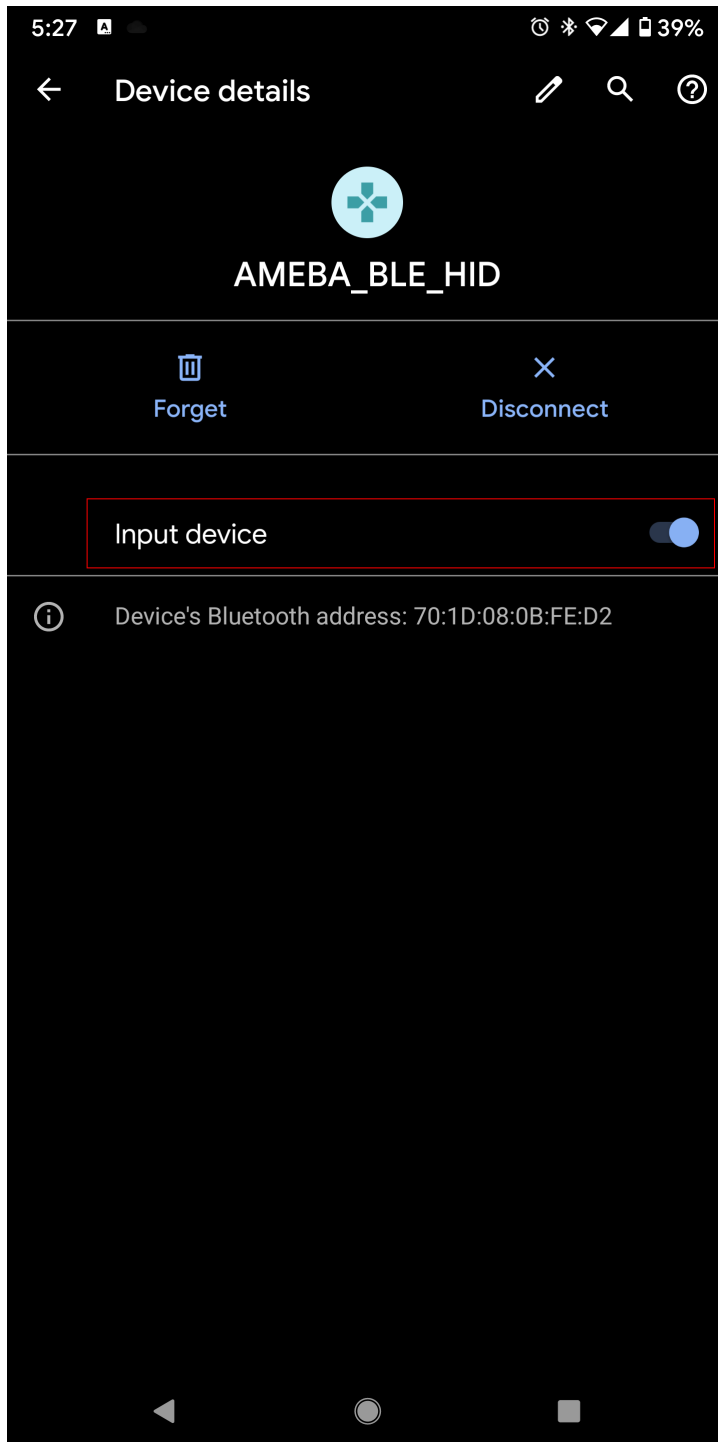 5:27 39%
Device details
AMEBA_BLE_HID
Forget Disconnect
Input device
Device's Bluetooth address: 70:1D:08:0B:FE:D2